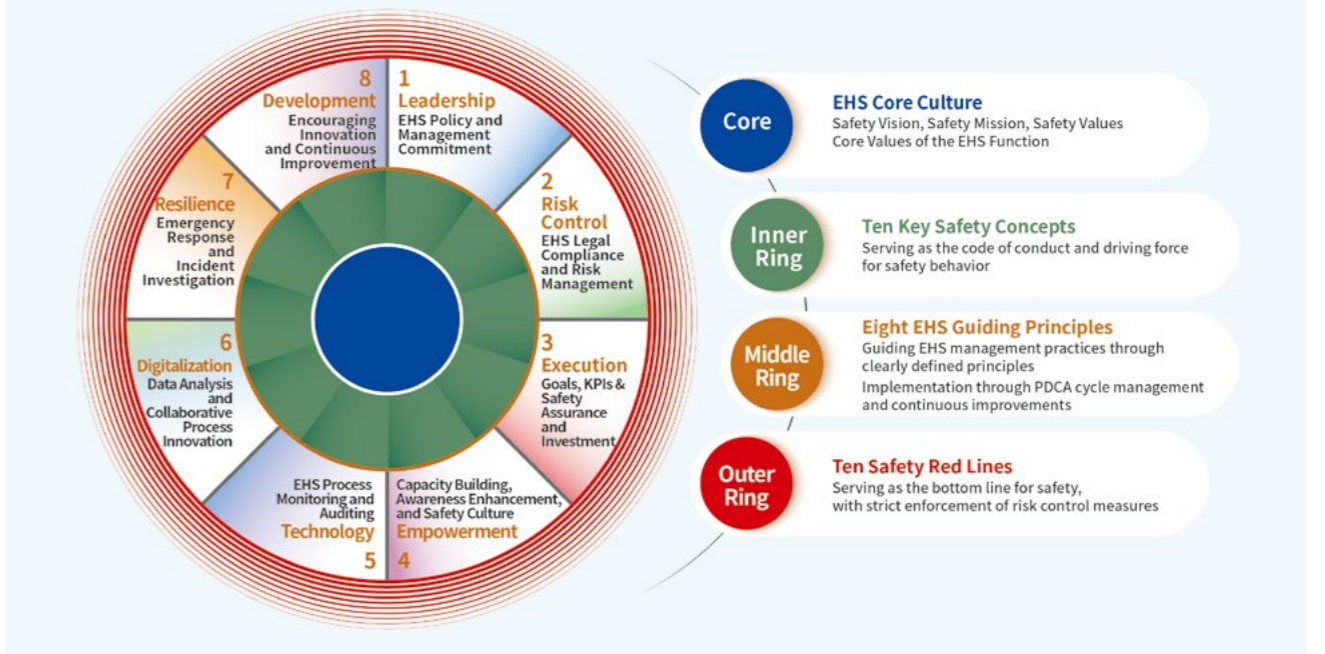 8
Development
Encouraging
Innovation
and Continuous
Improvement
1
Leadership
EHS Policy and
Management
Commitment
2
Risk
Control
EHS Legal
Compliance
and Risk
Management
3
Execution
Goals, KPIs &
Safety
Assurance
and
Investment
Capacity Building,
Awareness Enhancement,
and Safety Culture
Empowerment
4
EHS Process
Monitoring and
Auditing
Technology
5
6
Digitalization
Data Analysis
and
Collaborative
Process
Innovation
7
Resilience
Emergency
Response
and
Incident
Investigation
Core
EHS Core Culture
Safety Vision, Safety Mission, Safety Values
Core Values of the EHS Function
Inner
Ring
Ten Key Safety Concepts
Serving as the code of conduct and driving force
for safety behavior
Middle
Ring
Eight EHS Guiding Principles
Guiding EHS management practices through
clearly defined principles
Implementation through PDCA cycle management
and continuous improvements
Outer
Ring
Ten Safety Red Lines
Serving as the bottom line for safety,
with strict enforcement of risk control measures